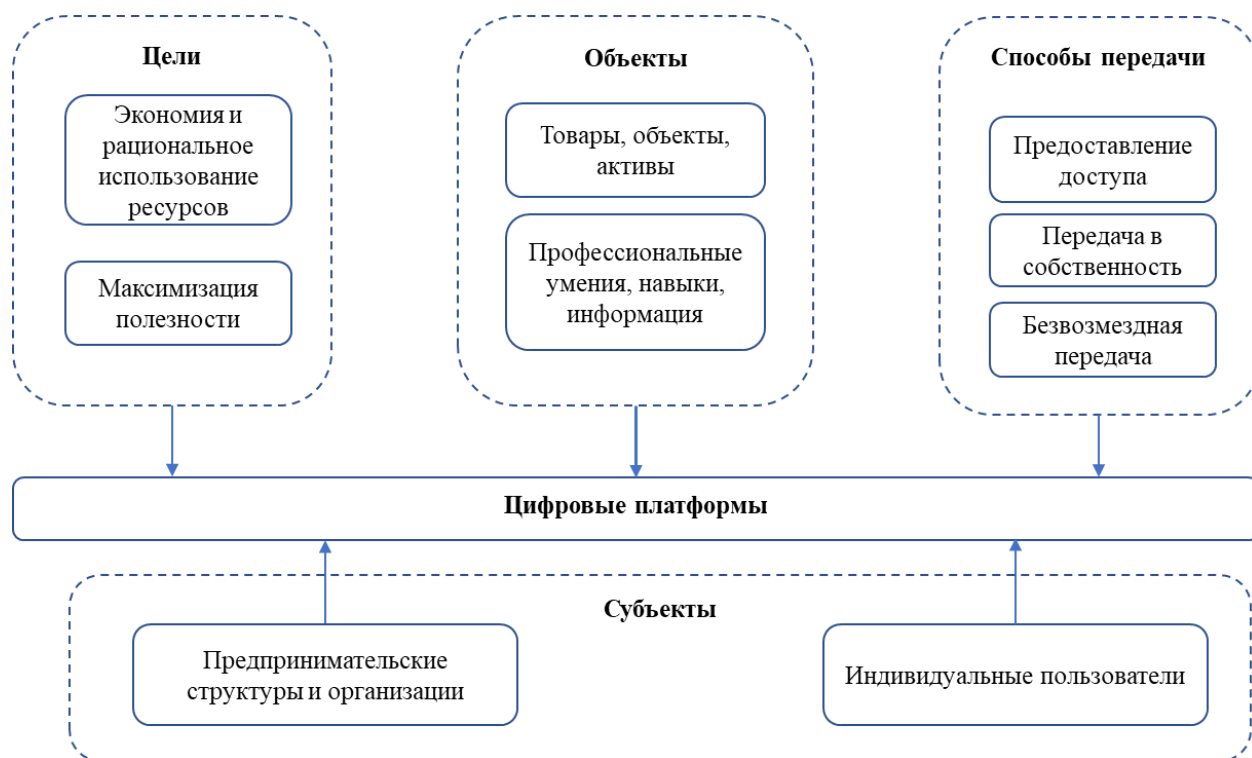 Цели
Экономия и
рациональное
использование
ресурсов
Максимизация
полезности
Объекты
Товары, объекты,
активы
Профессиональные
умения, навыки,
информация
Способы передачи
Предоставление
доступа
Передача в
собственность
Безвозмездная
передача
Цифровые платформы
Субъекты
Предпринимательские
структуры и организации
Индивидуальные пользователи